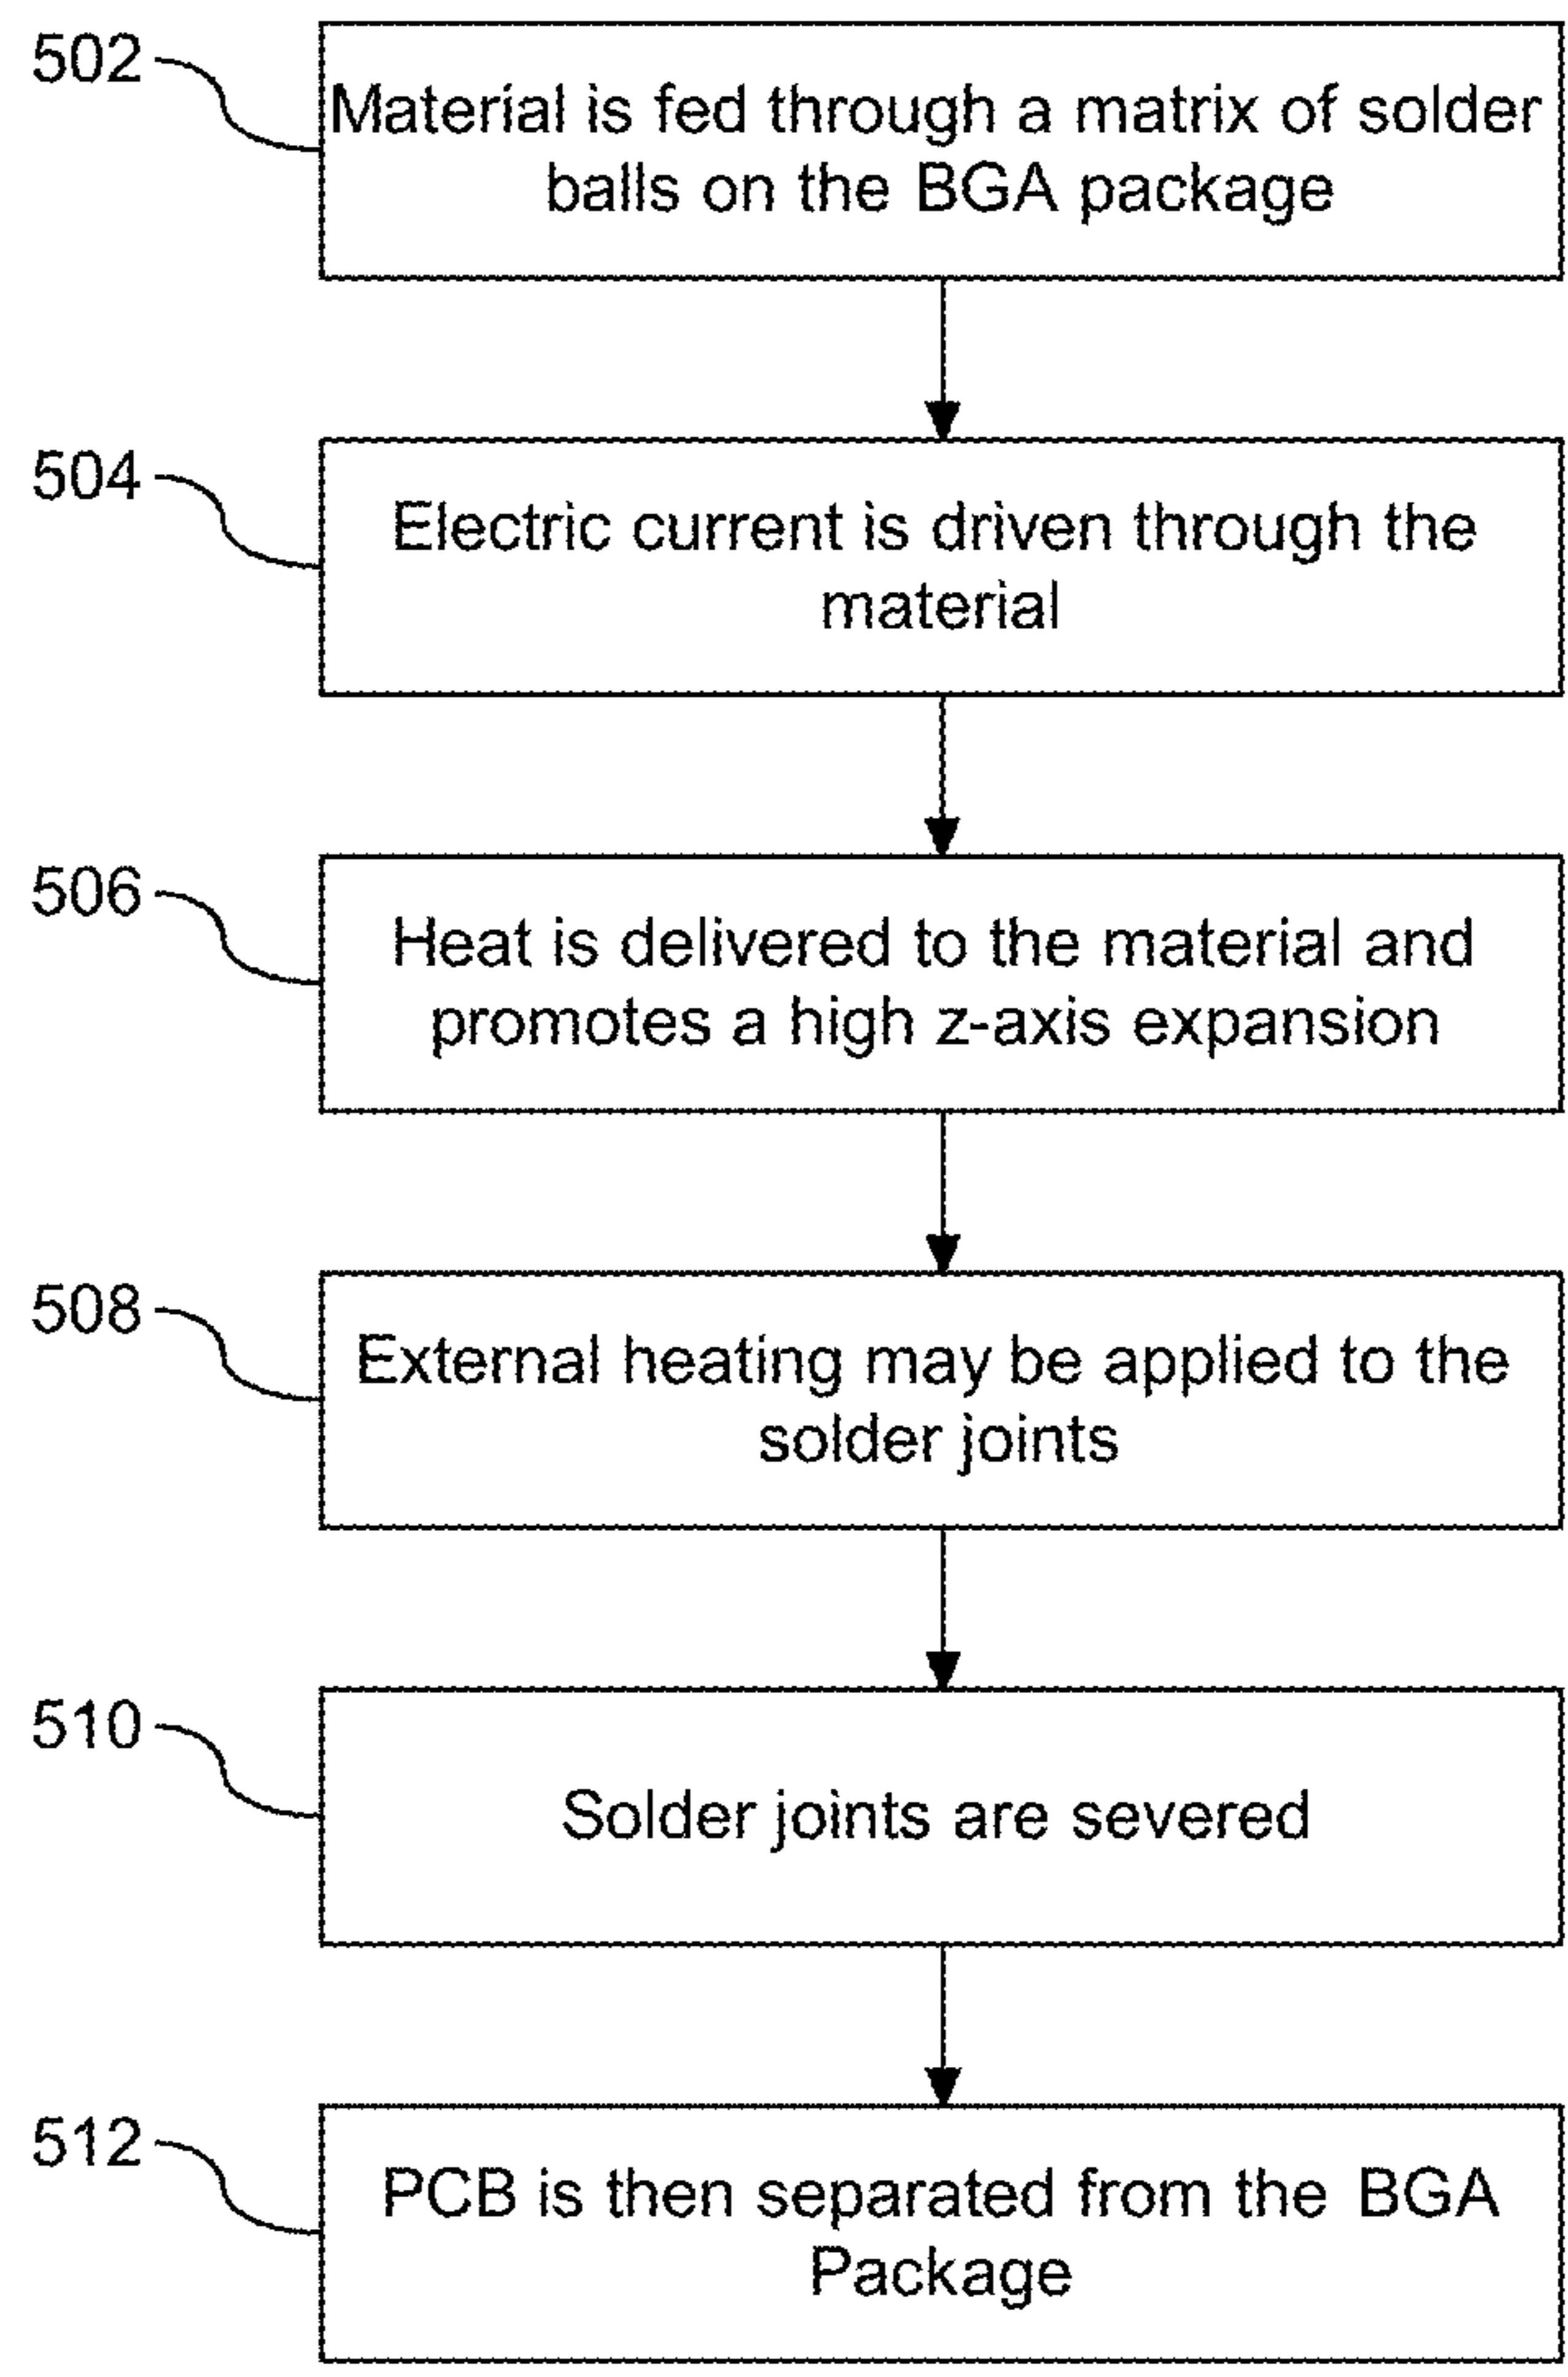 502
Material is fed through a matrix of solder
balls on the BGA package
504
Electric current is driven through the
material
506
Heat is delivered to the material and
promotes a high z-axis expansion
508
External heating may be applied to the
solder joints
510
Solder joints are severed
512
PCB is then separated from the BGA
Package